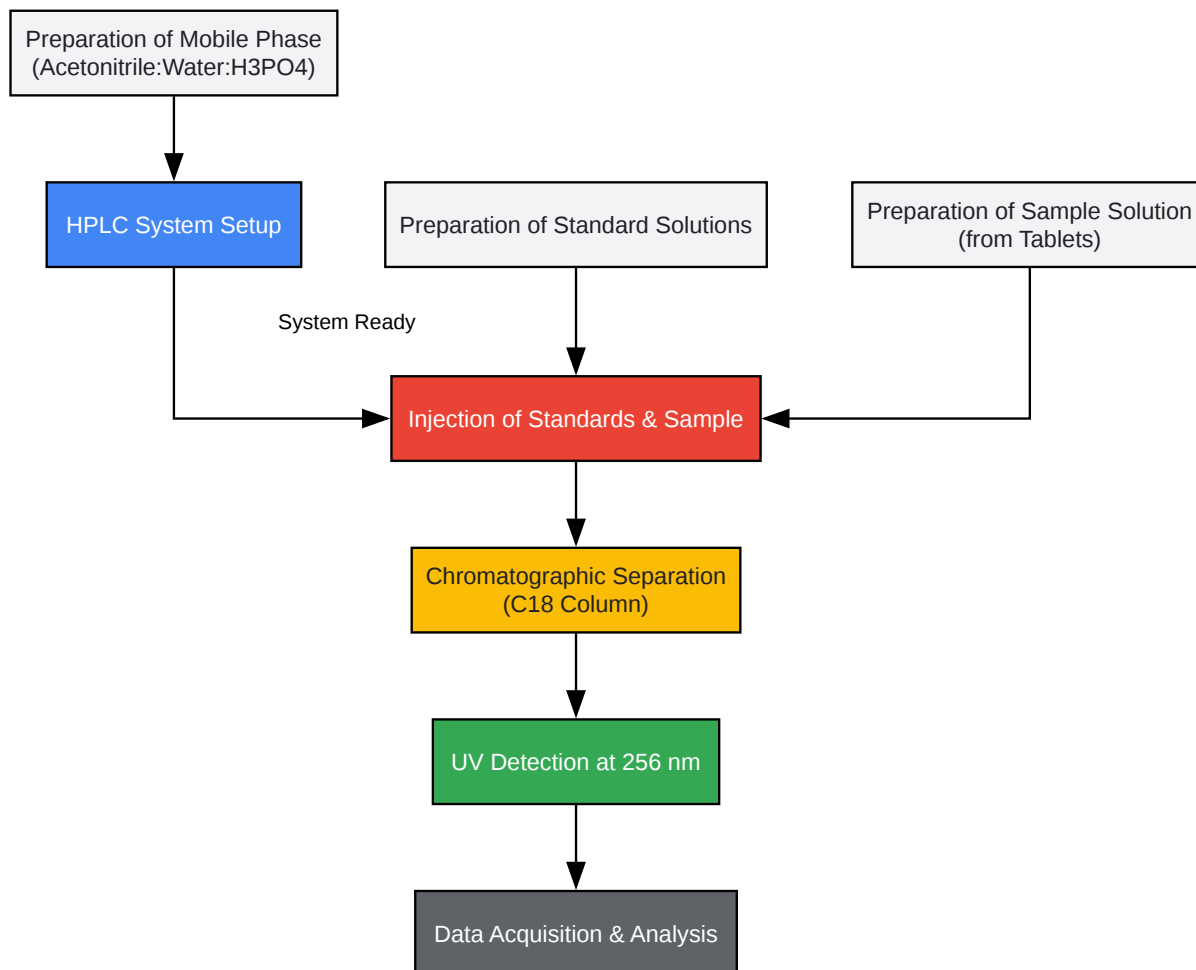 Preparation of Mobile Phase
(Acetonitrile:Water:H3PO4)
HPLC System Setup
Preparation of Standard Solutions
Preparation of Sample Solution
(from Tablets)
System Ready
Injection of Standards & Sample
Chromatographic Separation
(C18 Column)
UV Detection at 256 nm
Data Acquisition & Analysis